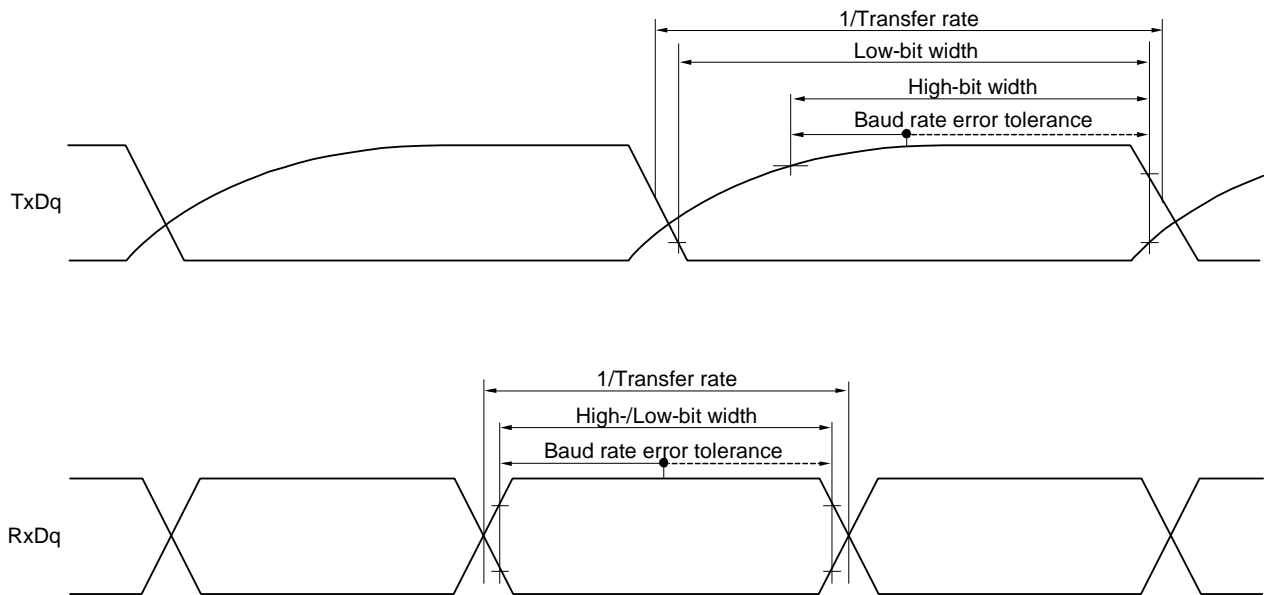 1/Transfer rate
Low-bit width
High-bit width
Baud rate error tolerance
TxDq
1/Transfer rate
High-/Low-bit width
Baud rate error tolerance
RxDq